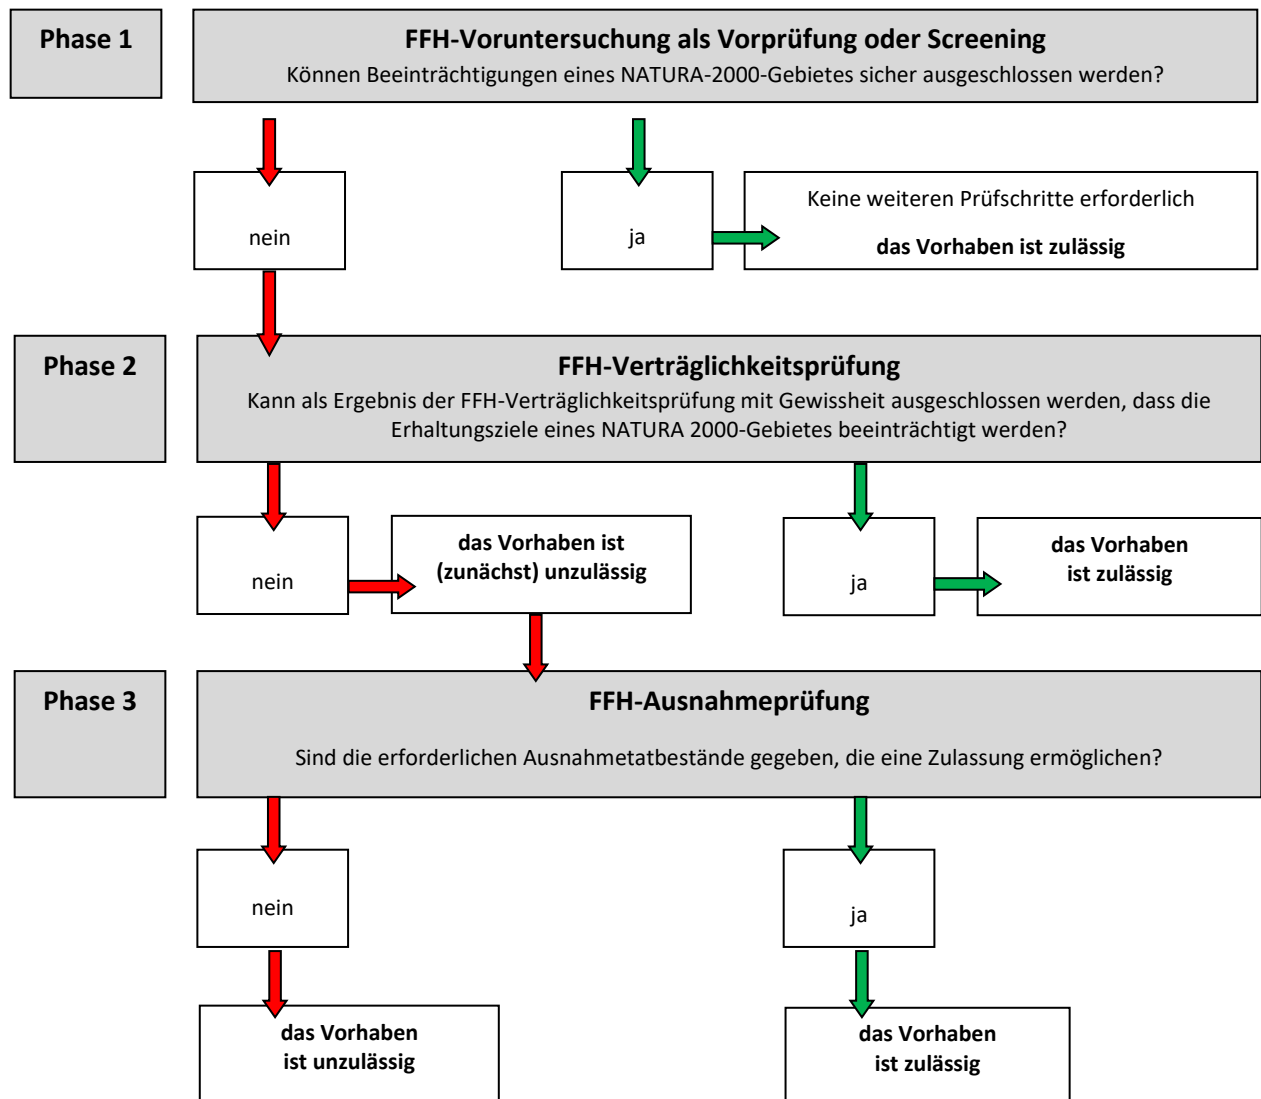 Phase 1
FFH-Voruntersuchung als Vorprüfung oder Screening
Können Beeinträchtigungen eines NATURA-2000-Gebietes sicher ausgeschlossen werden?
nein
ja
Keine weiteren Prüfschritte erforderlich
das Vorhaben ist zulässig
Phase 2
FFH-Verträglichkeitsprüfung
Kann als Ergebnis der FFH-Verträglichkeitsprüfung mit Gewissheit ausgeschlossen werden, dass die
Erhaltungsziele eines NATURA 2000-Gebietes beeinträchtigt werden?
nein
das Vorhaben ist
(zunächst) unzulässig
ja
das Vorhaben
ist zulässig
Phase 3
FFH-Ausnahmeprüfung
Sind die erforderlichen Ausnahmetatbestände gegeben, die eine Zulassung ermöglichen?
nein
ja
das Vorhaben
ist unzulässig
das Vorhaben
ist zulässig